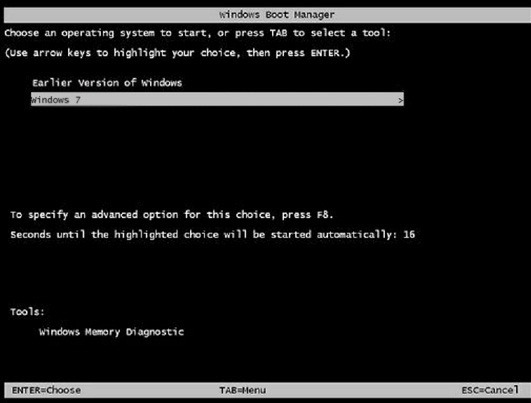 Windows Boot Manager
Choose an operating system to start, or press TAB to select a tool:
(Use arrow keys to highlight your choice, then press ENTER.)
Earlier Version of Windows
Windows 7 >
To specify an advanced option for this choice, press F8.
Seconds until the highlighted choice will be started automatically: 16
Tools:
Windows Memory Diagnostic
ENTER=Choose TAB=Menu ESC=Cancel